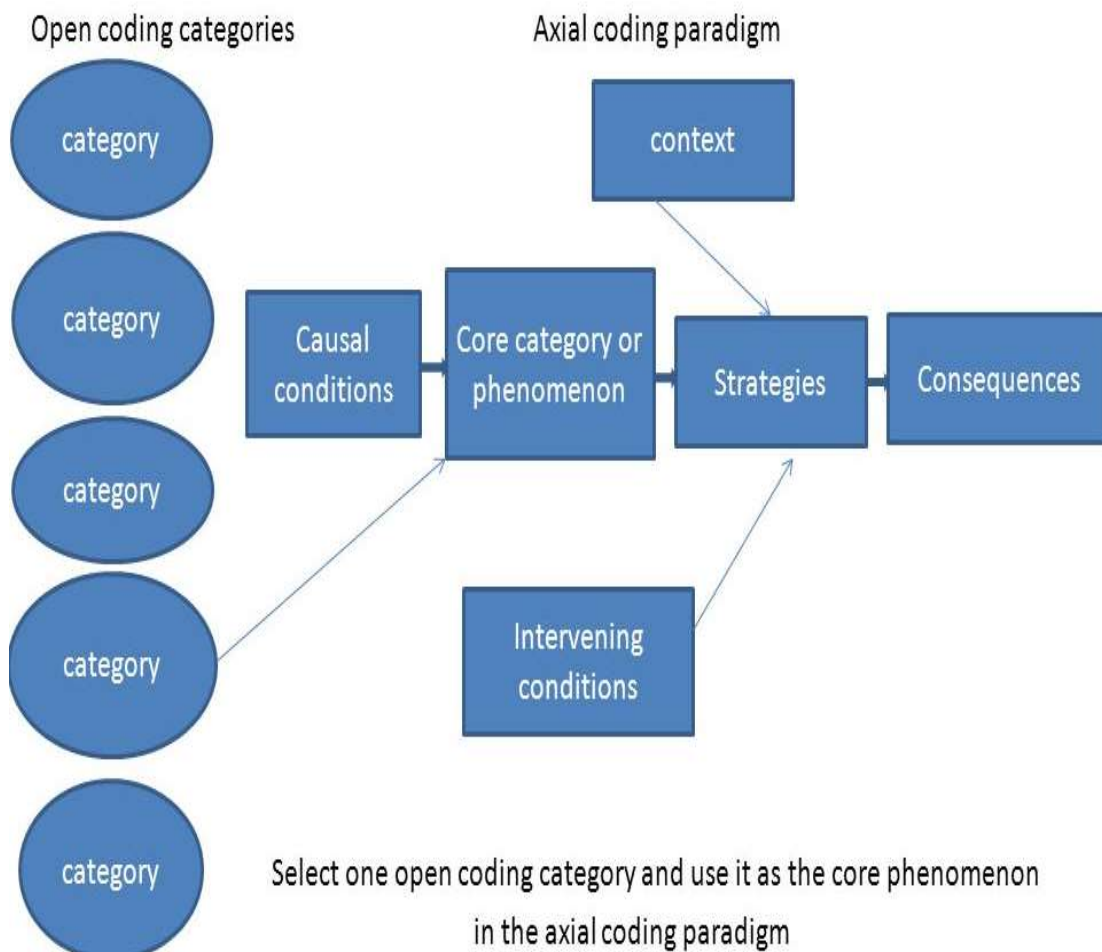 Open coding categories
Axial coding paradigm
category
category
category
category
category
context
Causal
conditions
Core category or
phenomenon
Strategies
Consequences
Intervening
conditions
Select one open coding category and use it as the core phenomenon
in the axial coding paradigm